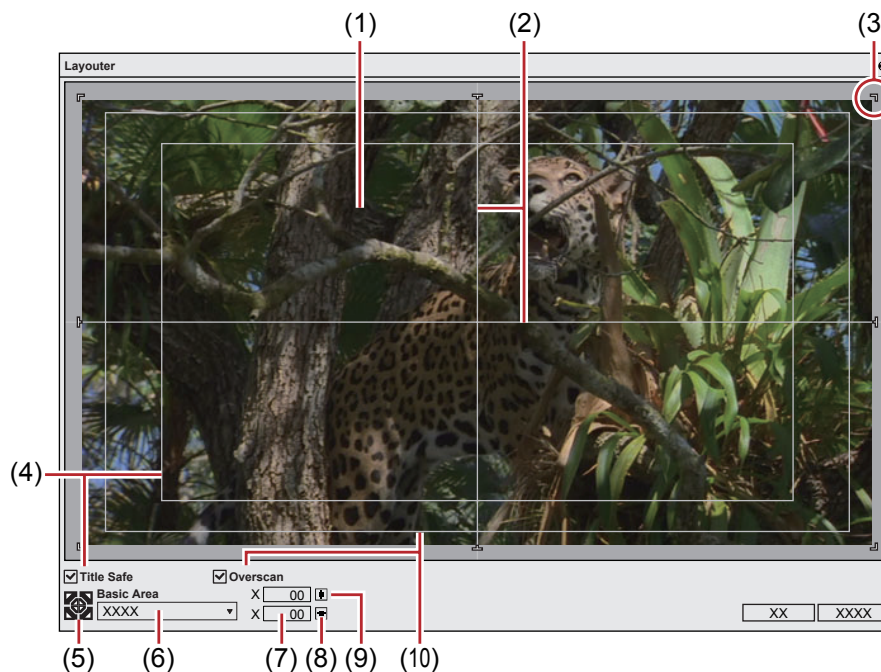 (1) (2) (3
Layouter
(4)
Title Safe Overscan
Basic Area X 00
XXXX X 00
XX XXXX
(5) (6) (7) (8) (9) (10)